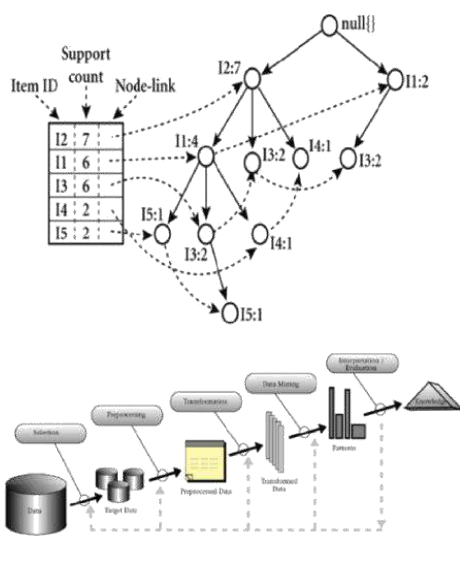 null{}
Support
count
Item ID
Node-link
I2:7
I1:2
I2 7
I1 6
I3 6
I4 2
I5 2
I1:4
I3:2
I4:1
I3:2
I5:1
I3:2
I4:1
I5:1
Interpretation /
Evaluation
Data Mining
Transformation
Preprocessing
Selection
Knowledge
Patterns
Transformed
Data
Preprocessed Data
Target Data
Data